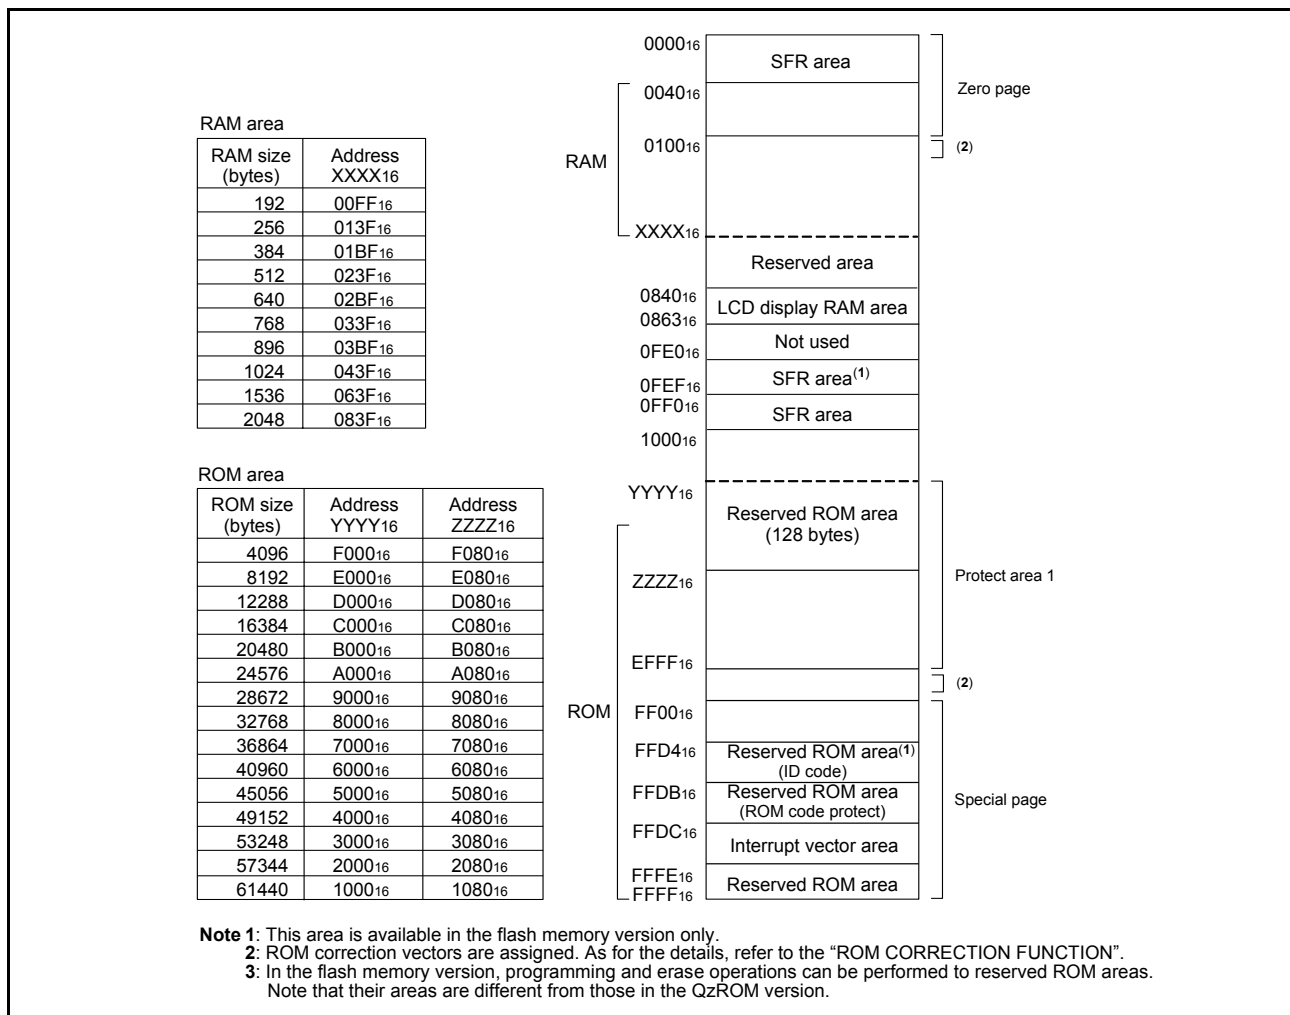 RAM area
RAM size (bytes) Address XXXX16
192 00FF16
256 013F16
384 01BF16
512 023F16
640 02BF16
768 033F16
896 03BF16
1024 043F16
1536 063F16
2048 083F16
ROM area
ROM size (bytes) Address YYYY16 Address ZZZZ16
4096 F00016 F08016
8192 E00016 E08016
12288 D00016 D08016
16384 C00016 C08016
20480 B00016 B08016
24576 A00016 A08016
28672 900016 908016
32768 800016 808016
36864 700016 708016
40960 600016 608016
45056 500016 508016
49152 400016 408016
53248 300016 308016
57344 200016 208016
61440 100016 108016
000016
SFR area
Zero page
004016
RAM
010016
(2)
XXXX16
Reserved area
084016
LCD display RAM area
086316
Not used
0FE016
SFR area(1)
0FEF16
0FF016
SFR area
100016
YYYY16
Reserved ROM area
(128 bytes)
Protect area 1
ZZZZ16
EFFF16
(2)
ROM
FF0016
FFD416
Reserved ROM area(1)
(ID code)
FFDB16
Reserved ROM area
(ROM code protect)
Special page
FFDC16
Interrupt vector area
FFFE16
Reserved ROM area
FFFF16
Note 1: This area is available in the flash memory version only.
2: ROM correction vectors are assigned. As for the details, refer to the “ROM CORRECTION FUNCTION”.
3: In the flash memory version, programming and erase operations can be performed to reserved ROM areas.
Note that their areas are different from those in the QzROM version.